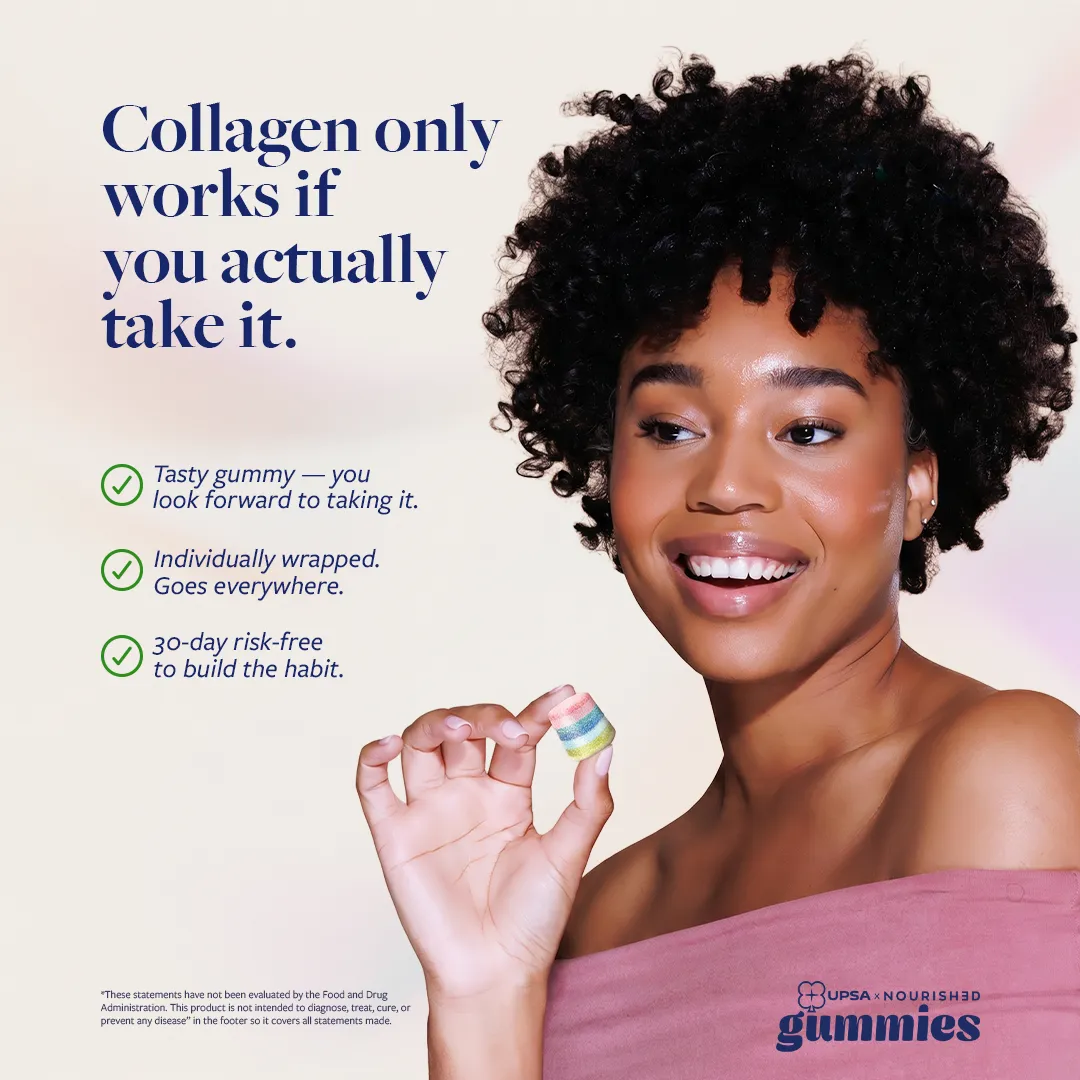 Collagen only
works if
you actually
take it.
Tasty gummy — you
look forward to taking it.
Individually wrapped.
Goes everywhere.
30-day risk-free
to build the habit.
*These statements have not been evaluated by the Food and Drug
Administration. This product is not intended to diagnose, treat, cure, or
prevent any disease” in the footer so it covers all statements made.
UPSA × NOURISHƎD
gummies